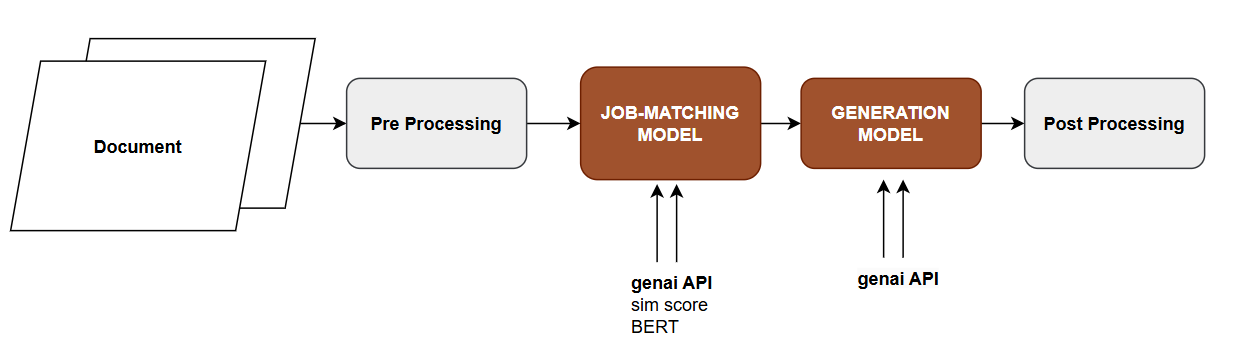 Document
Pre Processing
JOB-MATCHING
MODEL
GENERATION
MODEL
Post Processing
genai API
sim score
BERT
genai API